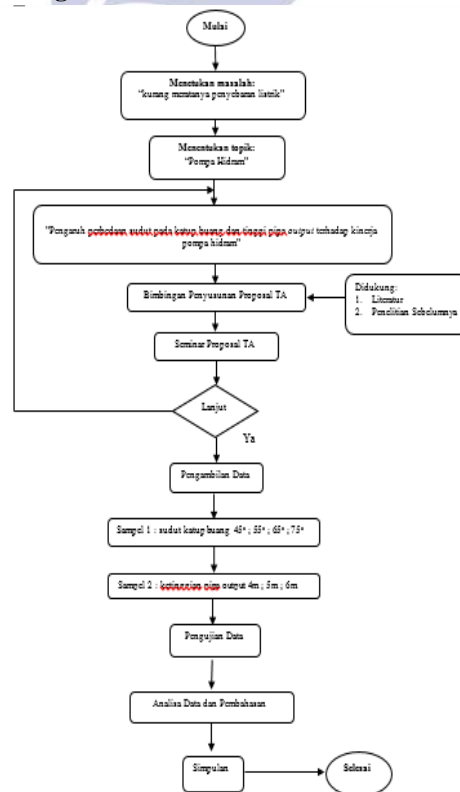 Mulai
Menetukan masalah:
"kurang meratanya penyebaran listrik"
Menentukan topik:
"Pompa Hidram"
"Pengaruh perbedaan sudut pada katup buang dan tinggi pipa output terhadap kinerja
pompa hidram"
Bimbingan Penyusunan Proposal TA
Didukung:
1. Literatur
2. Penelitian Sebelumnya
Seminar Proposal TA
Lanjut
Ya
Pengambilan Data
Sampel 1 : sudut katup buang 45° ; 55° ; 65° ; 75°
Sampel 2 : ketinggian pipa output 4m ; 5m ; 6m
Pengujian Data
Analisa Data dan Pembahasan
Simpulan
Selesai